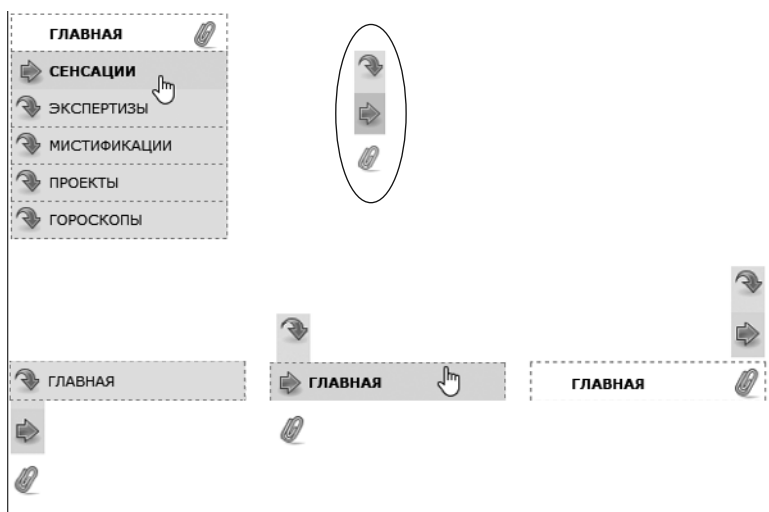 ГЛАВНАЯ
СЕНСАЦИИ
ЭКСПЕРТИЗЫ
МИСТИФИКАЦИИ
ПРОЕКТЫ
ГОРОСКОПЫ
ГЛАВНАЯ
ГЛАВНАЯ
ГЛАВНАЯ